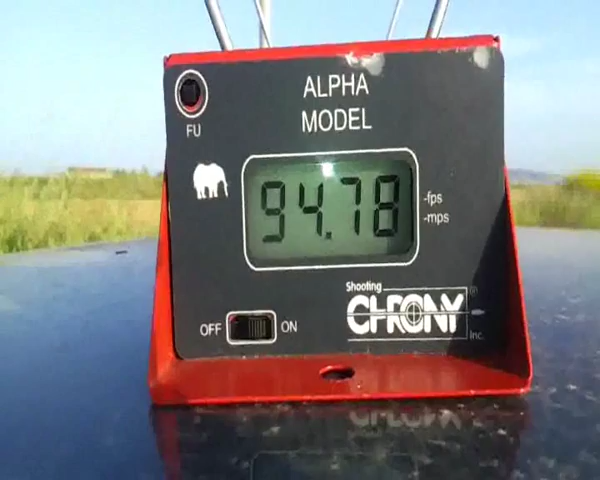 ALPHA
MODEL
FU
94.78
-fps
-mps
Shooting
CHRONY
Inc.
OFF
ON